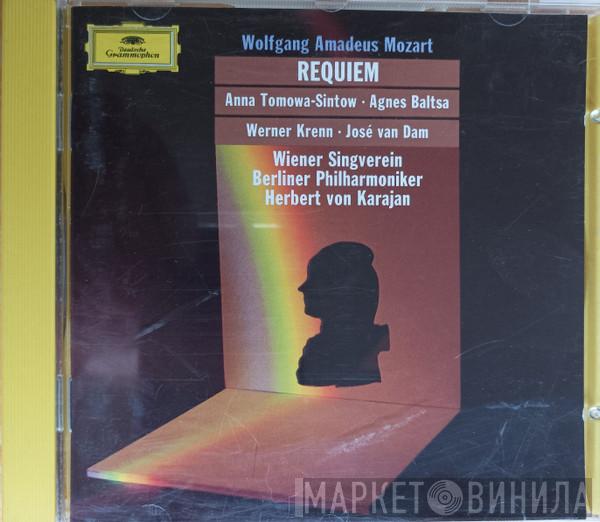 Deutsche
Grammophon
Wolfgang Amadeus Mozart
REQUIEM
Anna Tomowa-Sintow · Agnes Baltsa
Werner Krenn · José van Dam
Wiener Singverein
Berliner Philharmoniker
Herbert von Karajan
МАРКЕТ ВИНИЛА